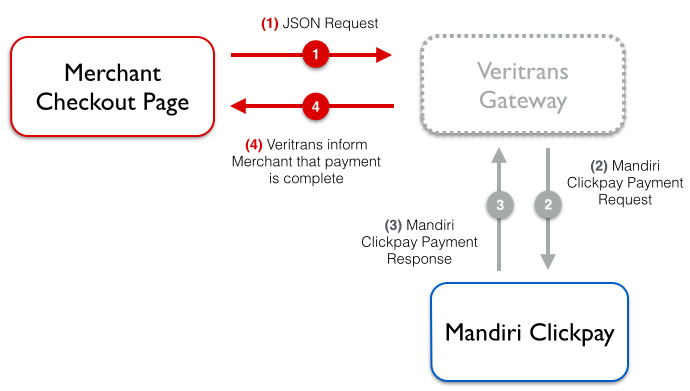 (1) JSON Request
1
Merchant
Checkout Page
Veritrans
Gateway
4
(4) Veritrans inform
Merchant that payment
is complete
(2) Mandiri
Clickpay Payment
Request
3
2
(3) Mandiri
Clickpay Payment
Response
Mandiri Clickpay